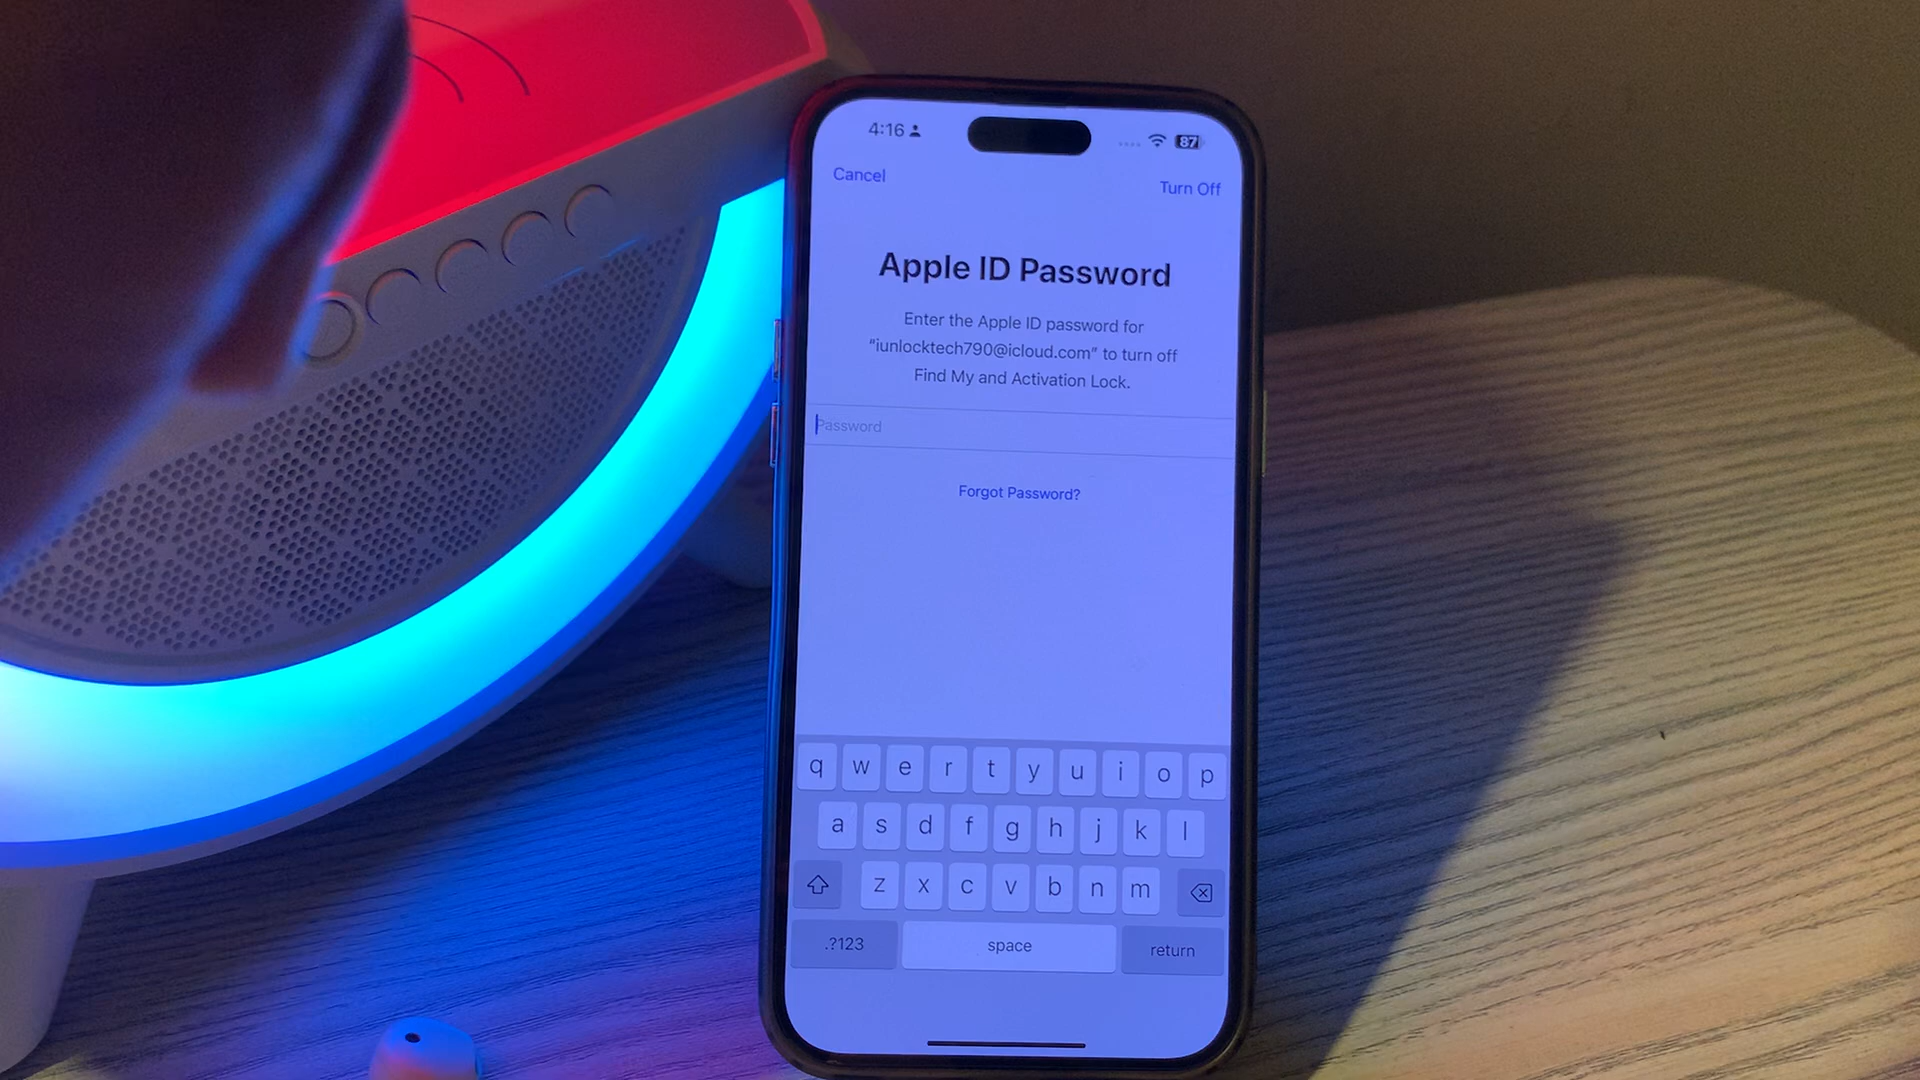 4:16
87
Cancel
Turn Off
Apple ID Password
Enter the Apple ID password for
“iunlocktech790@icloud.com” to turn off
Find My and Activation Lock.
Password
Forgot Password?
q w e r t y u i o p
a s d f g h j k l
z x c v b n m
.?123 space return